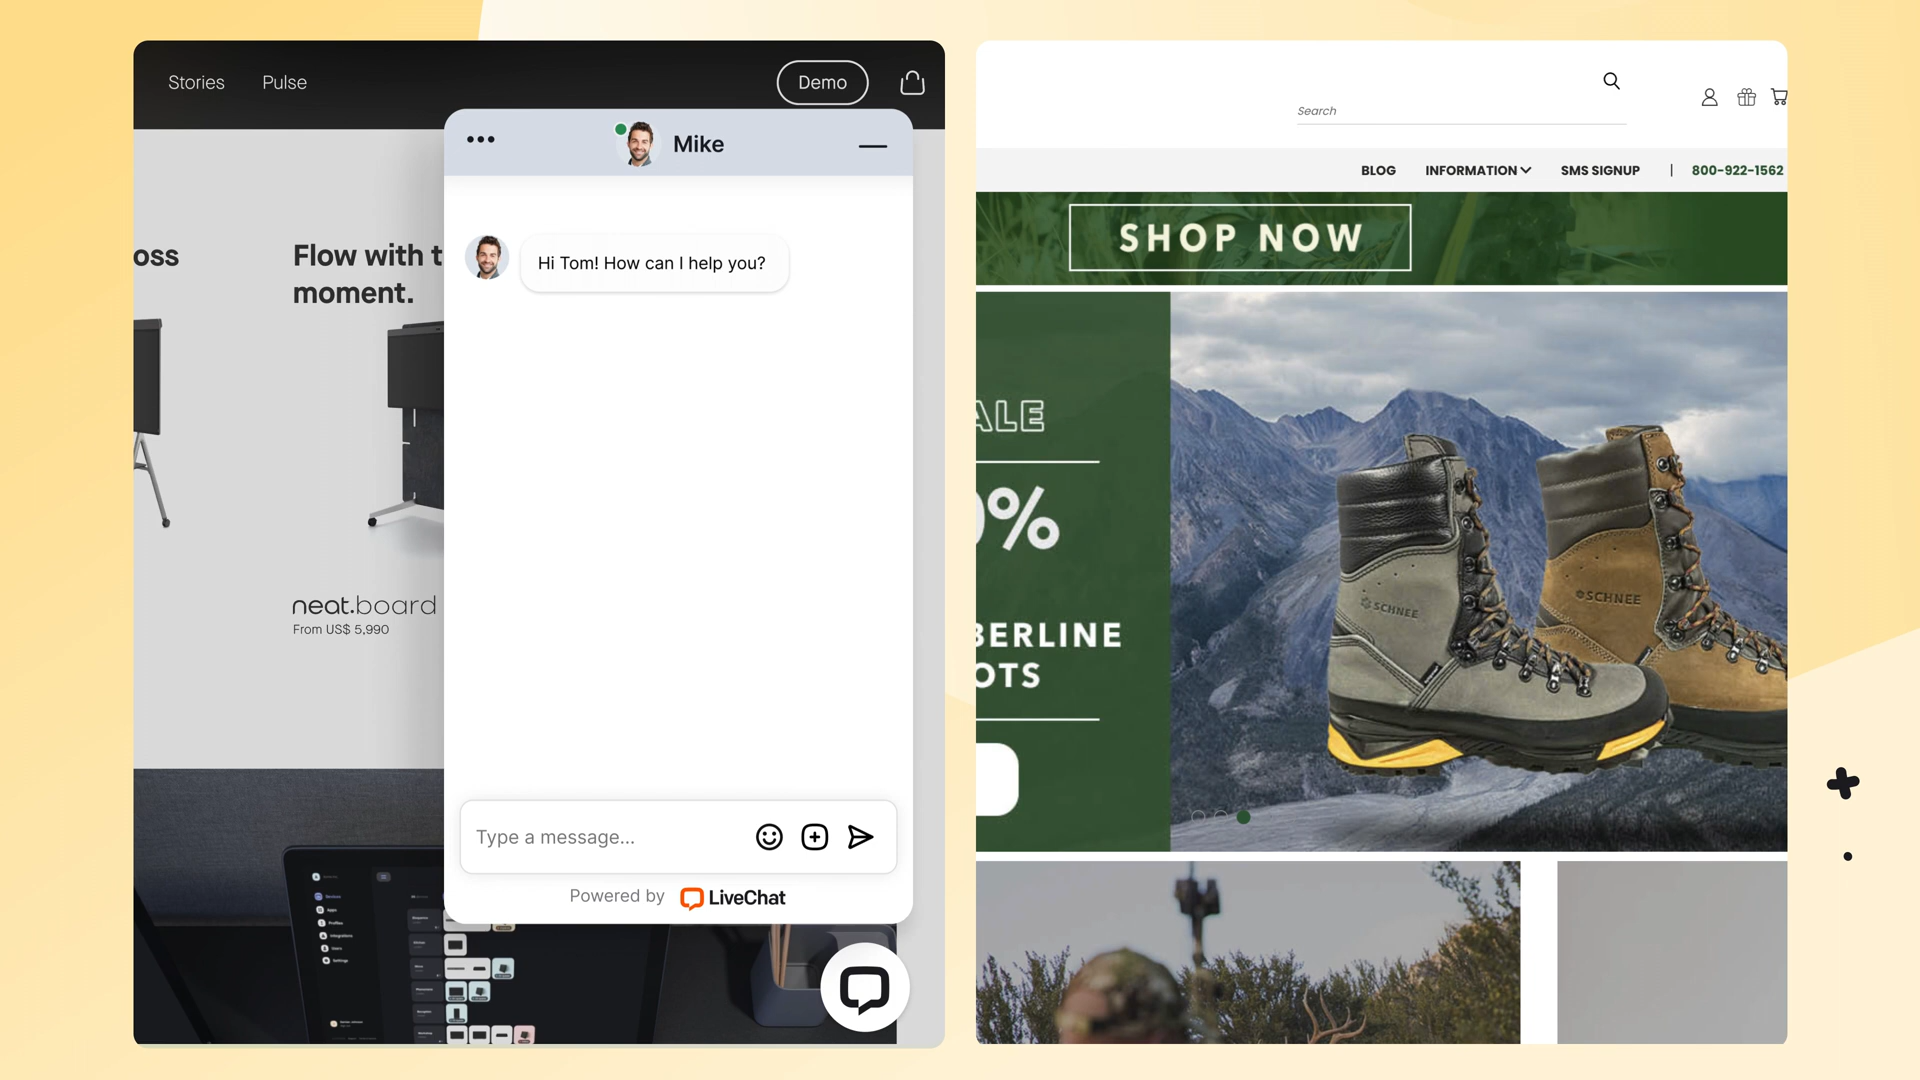 Stories
Pulse
Demo
Mike
oss
Flow with t
moment.
Hi Tom! How can I help you?
neat.board
From US$ 5,990
Type a message...
Powered by LiveChat
Search
BLOG
INFORMATION
SMS SIGNUP
|
800-922-1562
SHOP NOW
ALE
0%
BERLINE
OTS
SCHNEE
SCHNEE